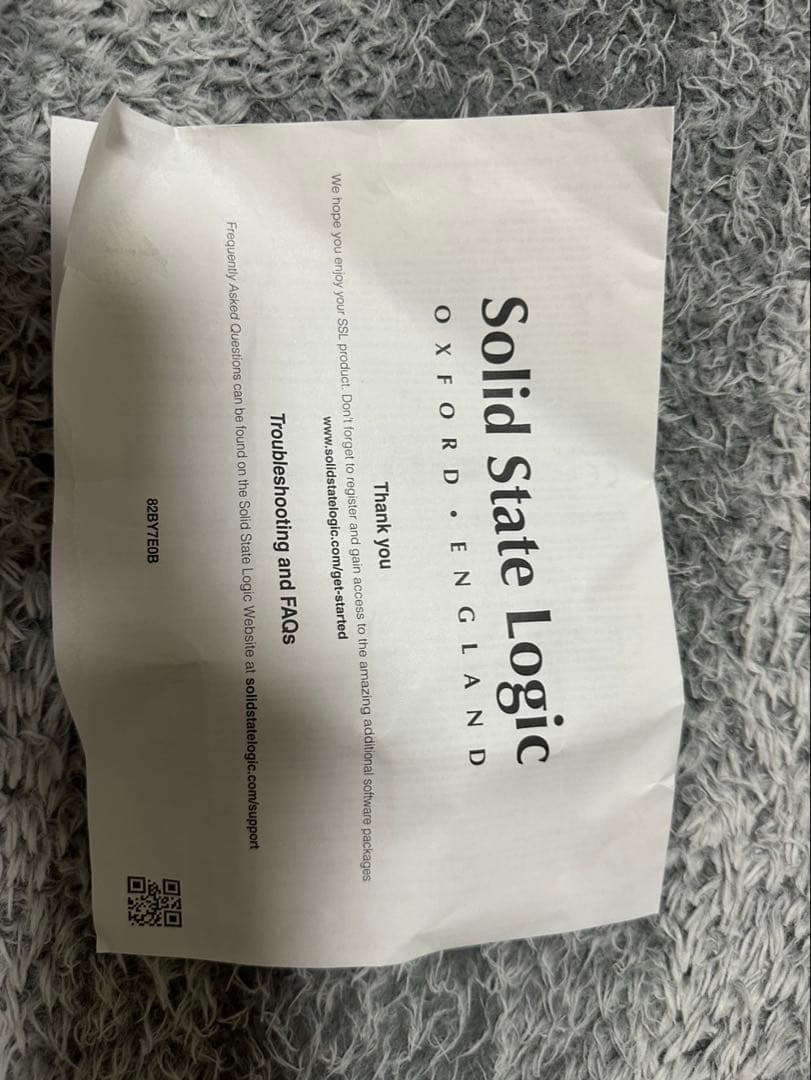 Solid State Logic
OXFORD • ENGLAND
Thank you
We hope you enjoy your SSL product. Don't forget to register and gain access to the amazing additional software packages
www.solidstatelogic.com/get-started
Troubleshooting and FAQs
Frequently Asked Questions can be found on the Solid State Logic Website at solidstatelogic.com/support
82BY7E0B